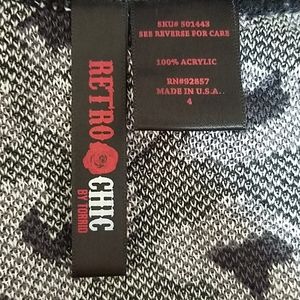 RETRO CHIC
BY TORRID
SKU# 501443
SEE REVERSE FOR CARE
100% ACRYLIC
RN#92857
MADE IN U.S.A.
4